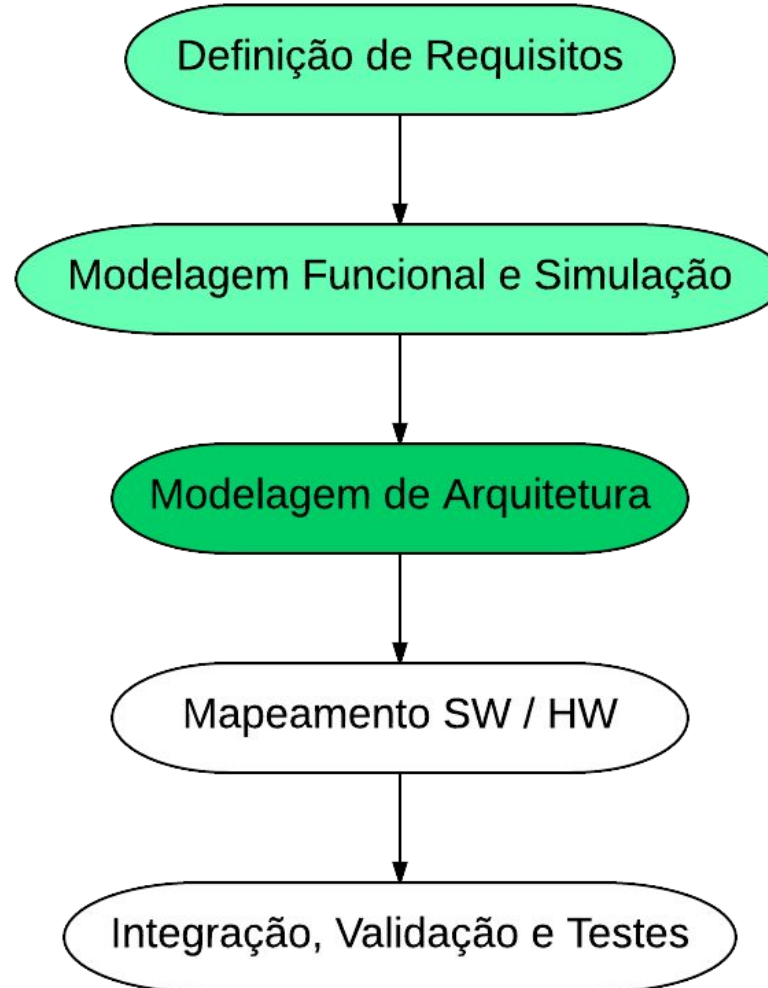 Definição de Requisitos
Modelagem Funcional e Simulação
Modelagem de Arquitetura
Mapeamento SW / HW
Integração, Validação e Testes